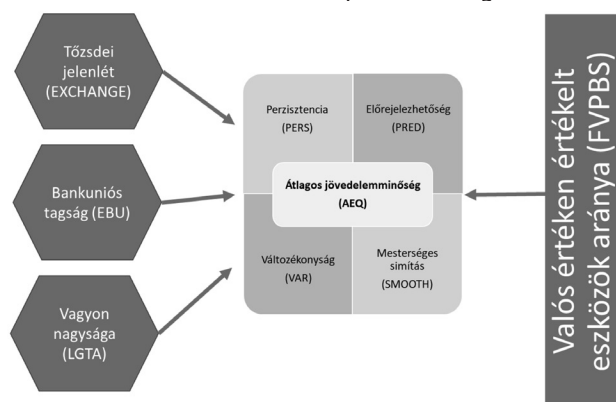 Tőzsdei
jelenlét
(EXCHANGE)
Bankuniós
tagság (EBU)
Vagyon
nagysága
(LGTA)
Perzisztencia
(PERS)
Előrejelezhetőség
(PRED)
Átlagos jövedelemminőség
(AEQ)
Változékonyság
(VAR)
Mesterséges
simítás
(SMOOTH)
Valós értéken értékelt
eszközök aránya (FVPBS)